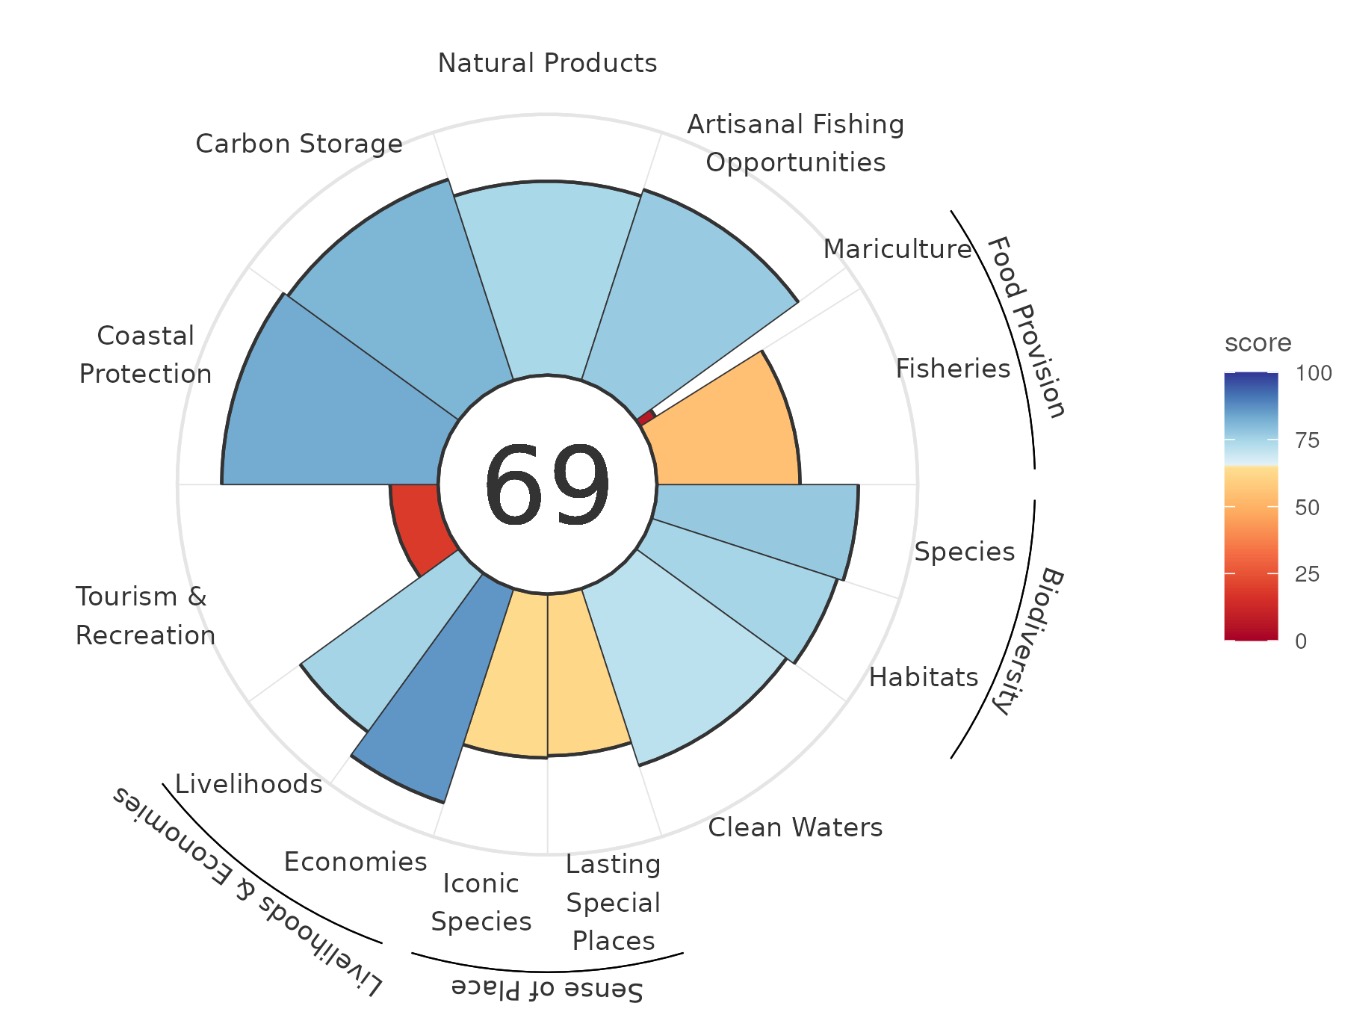 Natural Products
Artisanal Fishing
Opportunities
Carbon Storage
Mariculture
Food Provision
Coastal
Protection
Fisheries
score
100
75
50
25
0
69
Species
Biodiversity
Tourism &
Recreation
Habitats
Livelihoods
Clean Waters
Livelihoods & Economies
Economies
Iconic
Species
Lasting
Special
Places
Sense of Place